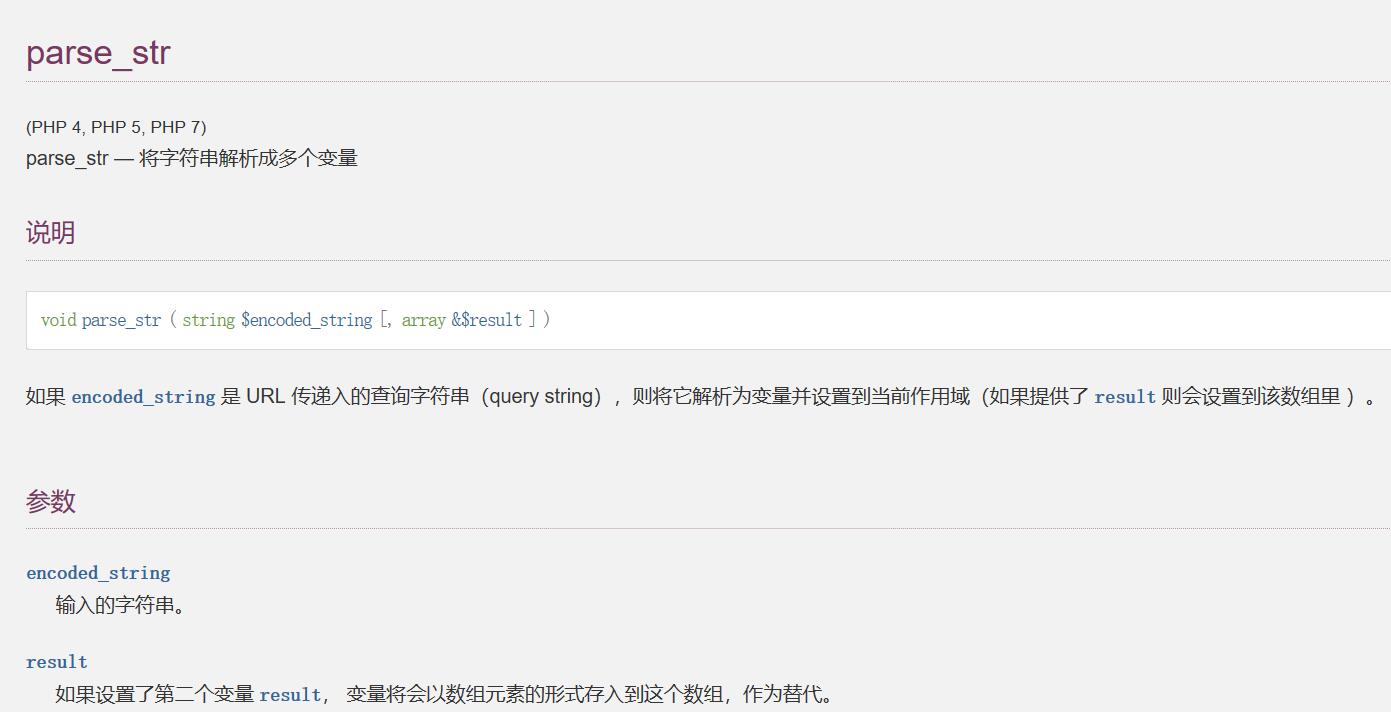 parse_str
(PHP 4, PHP 5, PHP 7)
parse_str — 将字符串解析成多个变量
说明
void parse_str ( string $encoded_string [, array &$result ] )
如果 encoded_string 是 URL 传递入的查询字符串（query string），则将它解析为变量并设置到当前作用域（如果提供了 result 则会设置到该数组里 ）。
参数
encoded_string
输入的字符串。
result
如果设置了第二个变量 result， 变量将会以数组元素的形式存入到这个数组，作为替代。